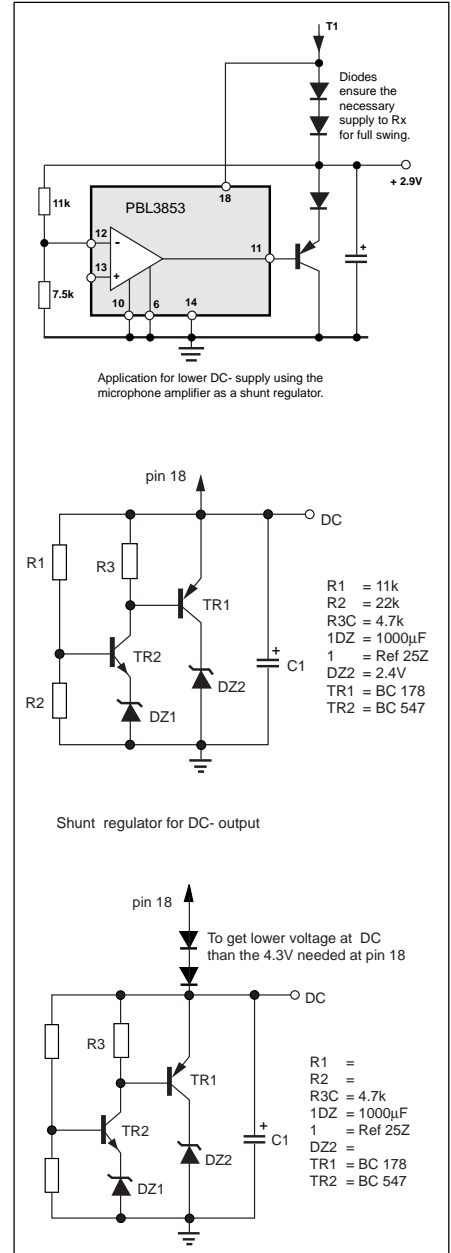 T1
Diodes
ensure the
necessary
supply to Rx
for full swing.
+ 2.9V
11k
PBL3853
18
12
-
11
+
13
+
7.5k
10
6
14
Application for lower DC- supply using the
microphone amplifier as a shunt regulator.
pin 18
DC
R1
R3
TR1
TR2
+
C1
R2
DZ1
DZ2
R1 = 11k
R2 = 22k
R3C = 4.7k
1DZ = 1000µF
1 = Ref 25Z
DZ2 = 2.4V
TR1 = BC 178
TR2 = BC 547
Shunt regulator for DC- output
pin 18
To get lower voltage at DC
than the 4.3V needed at pin 18
DC
R3
TR1
TR2
+
C1
DZ1
DZ2
R1 =
R2 =
R3C = 4.7k
1DZ = 1000µF
1 = Ref 25Z
DZ2 =
TR1 = BC 178
TR2 = BC 547